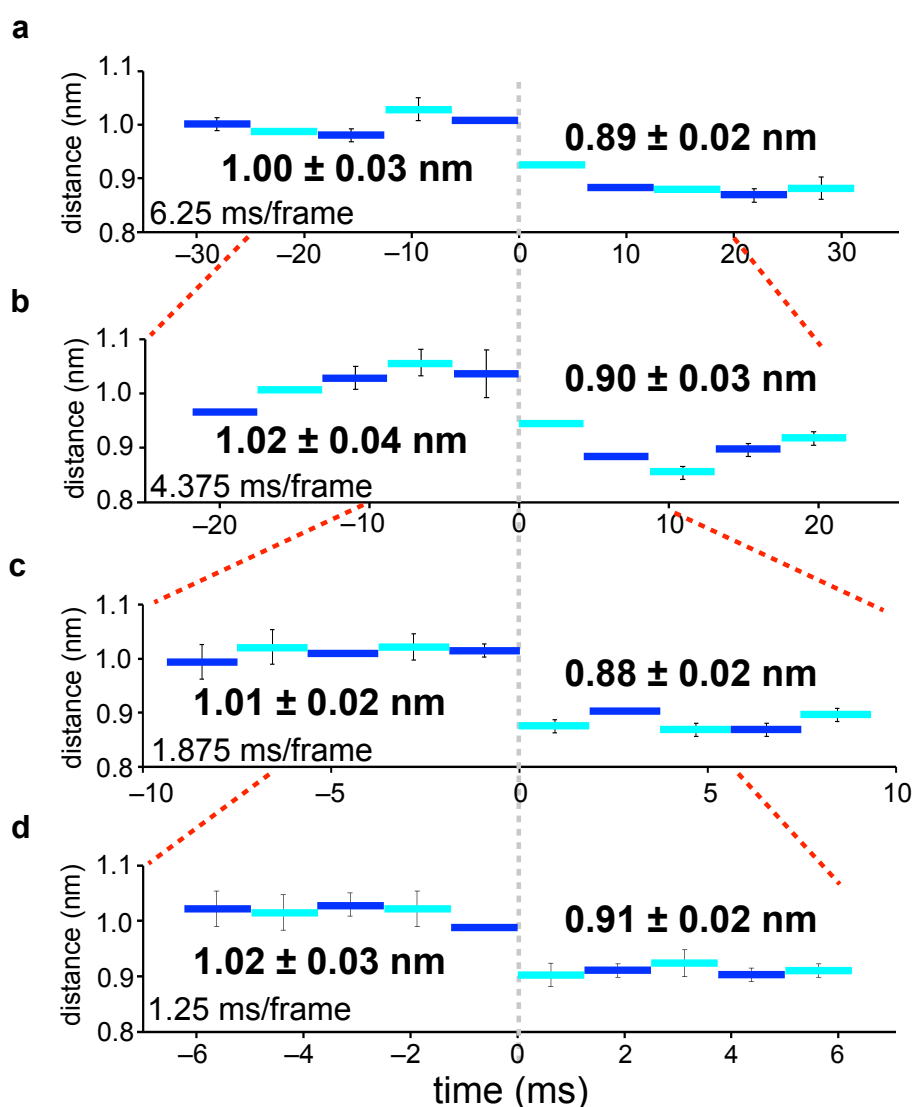 a
distance (nm)
1.1
1.0
0.9
0.8
1.00 ± 0.03 nm
0.89 ± 0.02 nm
6.25 ms/frame
–30 –20 –10 0 10 20 30
b
distance (nm)
1.1
1.0
0.9
0.8
1.02 ± 0.04 nm
0.90 ± 0.03 nm
4.375 ms/frame
–20 –10 0 10 20
c
distance (nm)
1.1
1.0
0.9
0.8
1.01 ± 0.02 nm
0.88 ± 0.02 nm
1.875 ms/frame
–10 –5 0 5 10
d
distance (nm)
1.1
1.0
0.9
0.8
1.02 ± 0.03 nm
0.91 ± 0.02 nm
1.25 ms/frame
–6 –4 –2 0 2 4 6
time (ms)